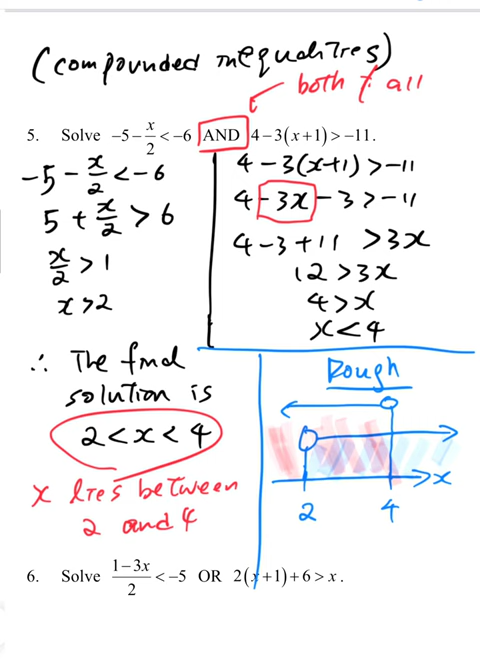 (compounded inequalities)
both / all
5. Solve −5−x/2<−6 AND 4−3(x+1)>−11.
−5−x/2<−6
5+x/2>6
x/2>1
x>2
4−3(x+1)>−11
4−3x−3>−11
4−3+11 >3x
12>3x
4>x
x<4
∴ The final
solution is
2<x<4
x lies between
2 and 4
Rough
x
2 4
6. Solve (1−3x)/2<−5 OR 2(x+1)+6>x.